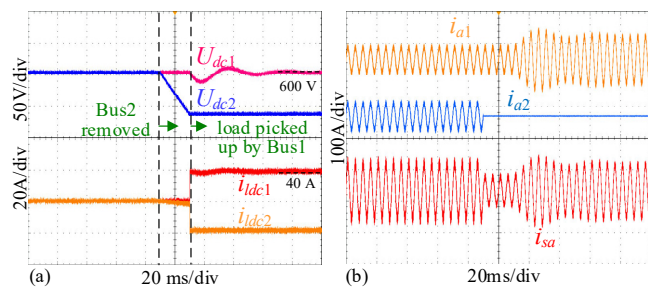 50V/div
U_dc1
600 V
U_dc2
Bus2
removed
load picked
up by Bus1
20A/div
i_ldc1
40 A
i_ldc2
(a)
20 ms/div
100A/div
i_a1
i_a2
i_sa
(b)
20ms/div